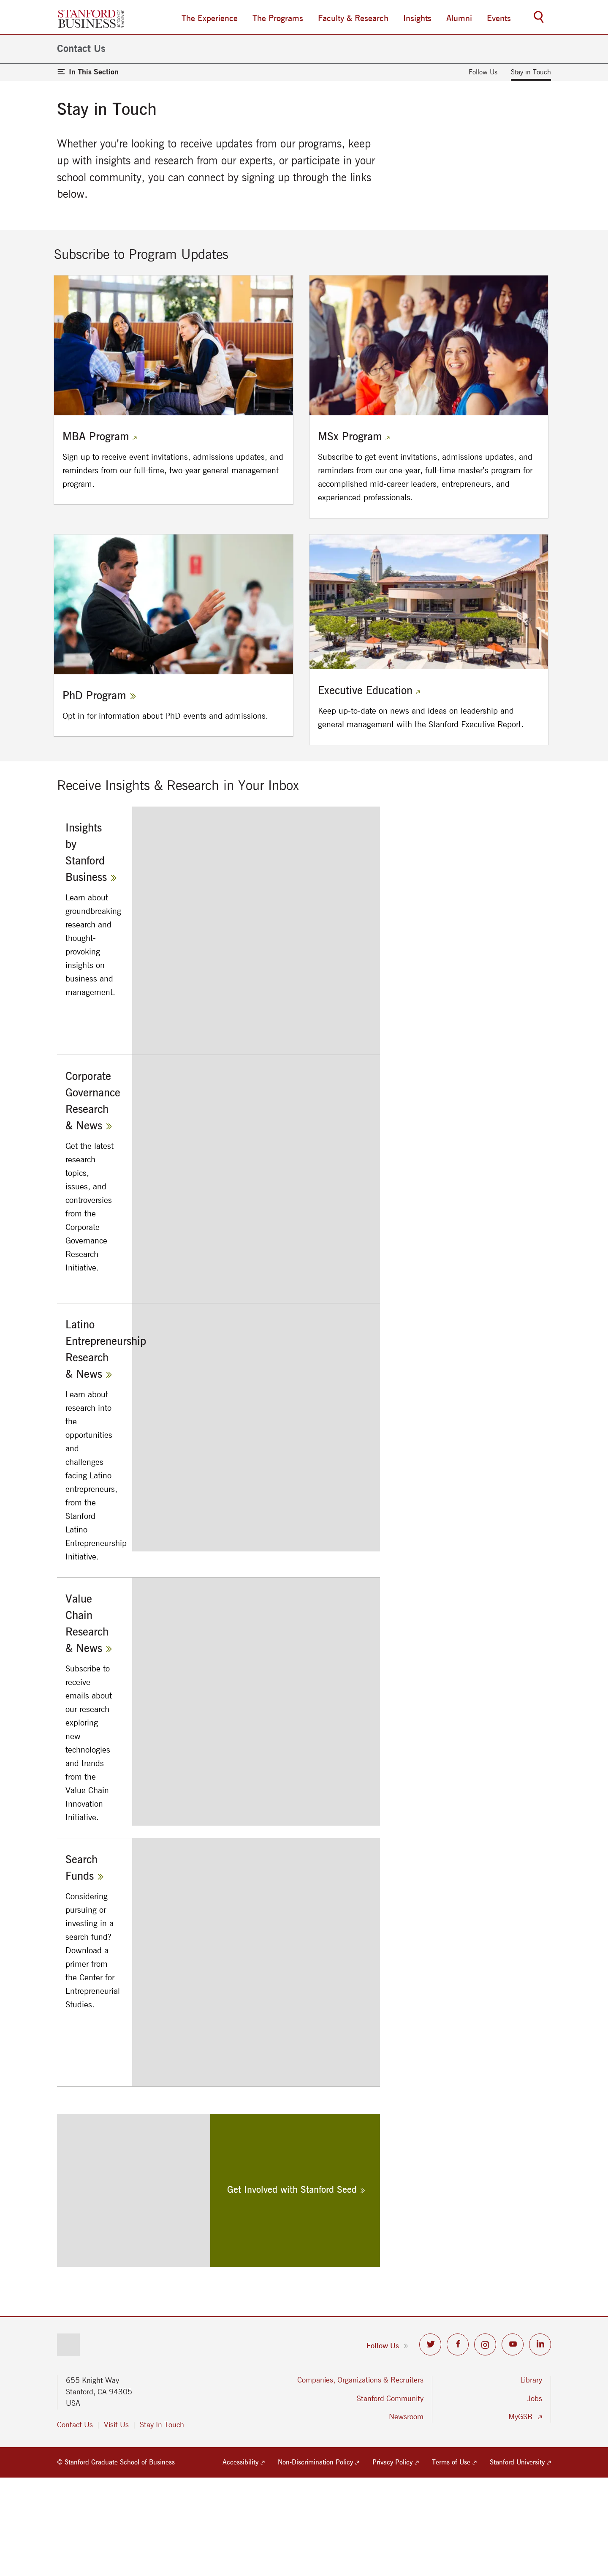 STANFORD
BUSINESS
The Experience
The Programs
Faculty & Research
Insights
Alumni
Events
Contact Us
In This Section
Follow Us
Stay in Touch
Stay in Touch
Whether you're looking to receive updates from our programs, keep
up with insights and research from our experts, or participate in your
school community, you can connect by signing up through the links
below.
Subscribe to Program Updates
MBA Program
Sign up to receive event invitations, admissions updates, and
reminders from our full-time, two-year general management
program.
MSx Program
Subscribe to get event invitations, admissions updates, and
reminders from our one-year, full-time master's program for
accomplished mid-career leaders, entrepreneurs, and
experienced professionals.
PhD Program »
Opt in for information about PhD events and admissions.
Executive Education
Keep up-to-date on news and ideas on leadership and
general management with the Stanford Executive Report.
Receive Insights & Research in Your Inbox
Insights
by
Stanford
Business »
Learn about
groundbreaking
research and
thought-
provoking
insights on
business and
management.
Corporate
Governance
Research
& News »
Get the latest
research
topics,
issues, and
controversies
from the
Corporate
Governance
Research
Initiative.
Latino
Entrepreneurship
Research
& News »
Learn about
research into
the
opportunities
and
challenges
facing Latino
entrepreneurs,
from the
Stanford
Latino
Entrepreneurship
Initiative.
Value
Chain
Research
& News »
Subscribe to
receive
emails about
our research
exploring
new
technologies
and trends
from the
Value Chain
Innovation
Initiative.
Search
Funds »
Considering
pursuing or
investing in a
search fund?
Download a
primer from
the Center for
Entrepreneurial
Studies.
Get Involved with Stanford Seed »
Follow Us »
655 Knight Way
Stanford, CA 94305
USA
Contact Us
Visit Us
Stay In Touch
Companies, Organizations & Recruiters
Stanford Community
Newsroom
Library
Jobs
MyGSB
© Stanford Graduate School of Business
Accessibility
Non-Discrimination Policy
Privacy Policy
Terms of Use
Stanford University